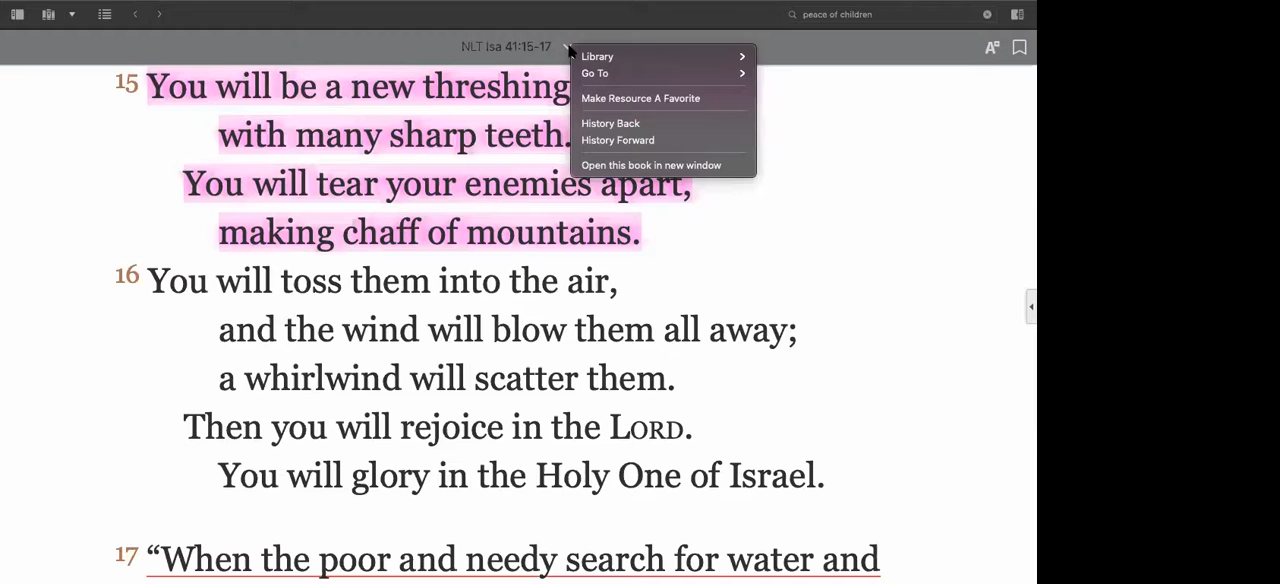 peace of children
NLT Isa 41:15-17
Library
Go To
Make Resource A Favorite
History Back
History Forward
Open this book in new window
15 You will be a new threshing
with many sharp teeth.
You will tear your enemies apart,
making chaff of mountains.
16 You will toss them into the air,
and the wind will blow them all away;
a whirlwind will scatter them.
Then you will rejoice in the LORD.
You will glory in the Holy One of Israel.
17 “When the poor and needy search for water and